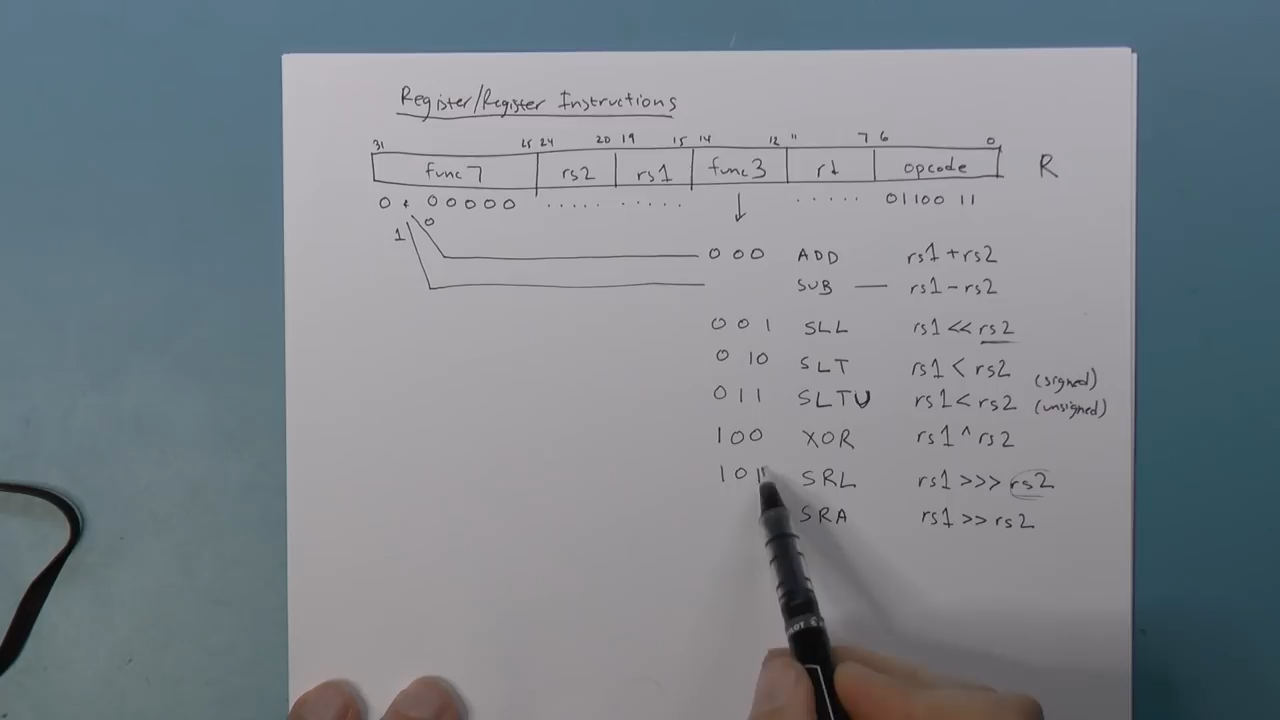 Register/Register Instructions
31 25 24 20 19 15 14 12 11 7 6 0
func7 rs2 rs1 func3 rd opcode R
0 00000 ..... ..... ..... 01100 11
1 0
000 ADD rs1 + rs2
SUB — rs1 - rs2
001 SLL rs1 << rs2
010 SLT rs1 < rs2 (signed)
011 SLTU rs1 < rs2 (unsigned)
100 XOR rs1 ^ rs2
101 SRL rs1 >>> rs2
SRA rs1 >> rs2